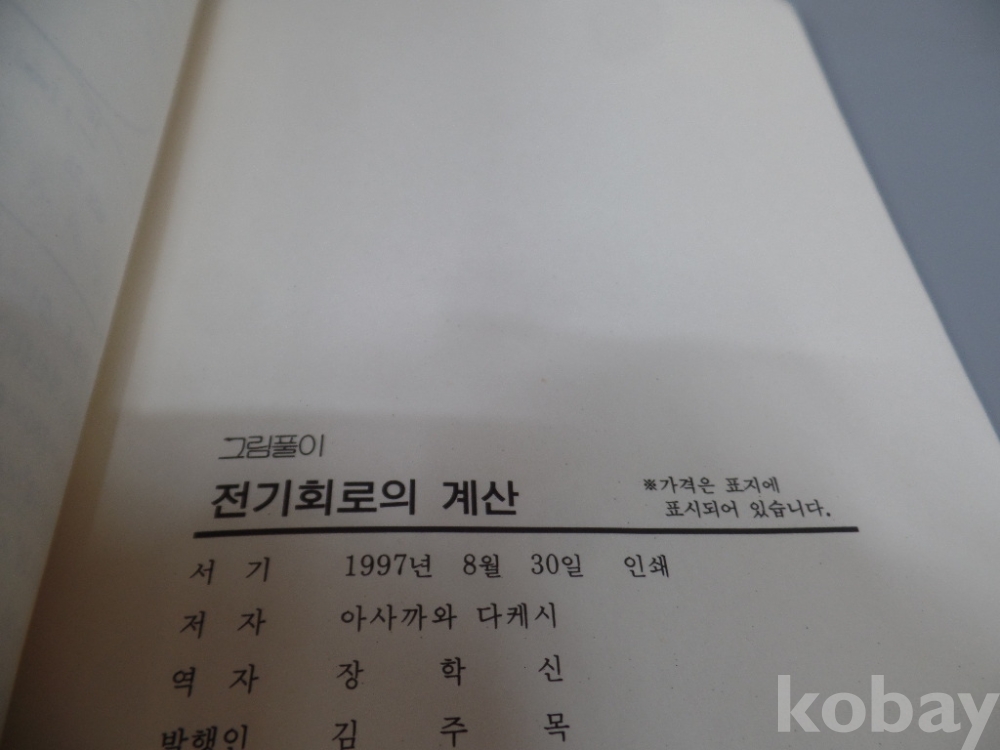 그림풀이
전기회로의 계산
※가격은 표지에
표시되어 있습니다.
서 기 1997년 8월 30일 인쇄
저 자 아사까와 다케시
역 자 장 학 신
발행인 김 주 목
kobay